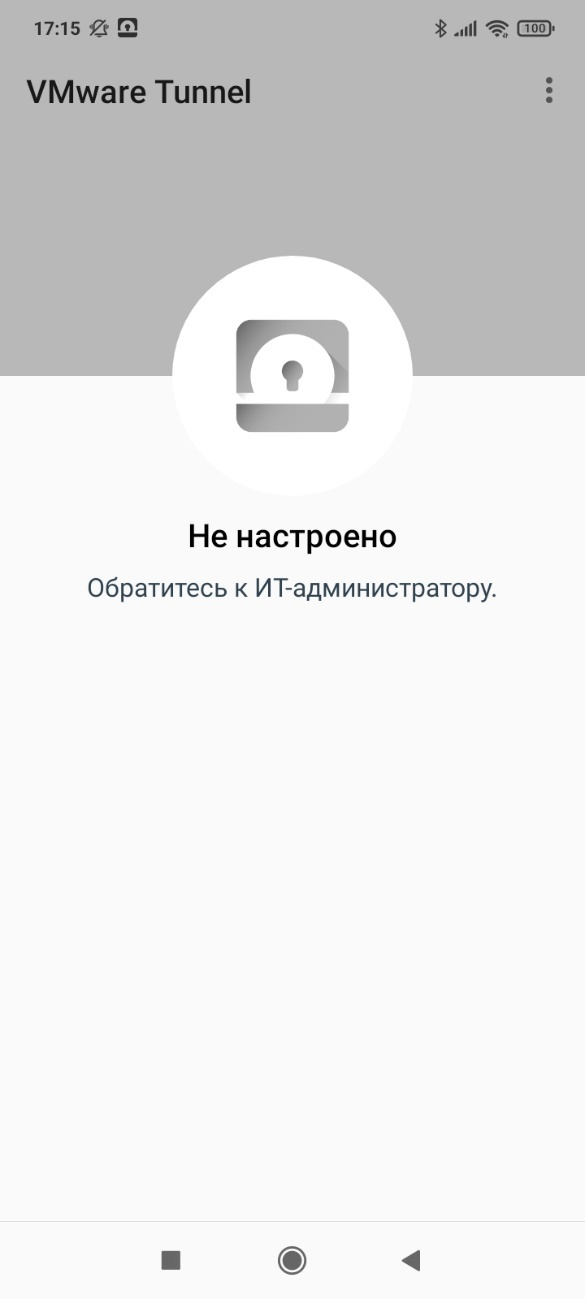 17:15
100
VMware Tunnel
Не настроено
Обратитесь к ИТ-администратору.